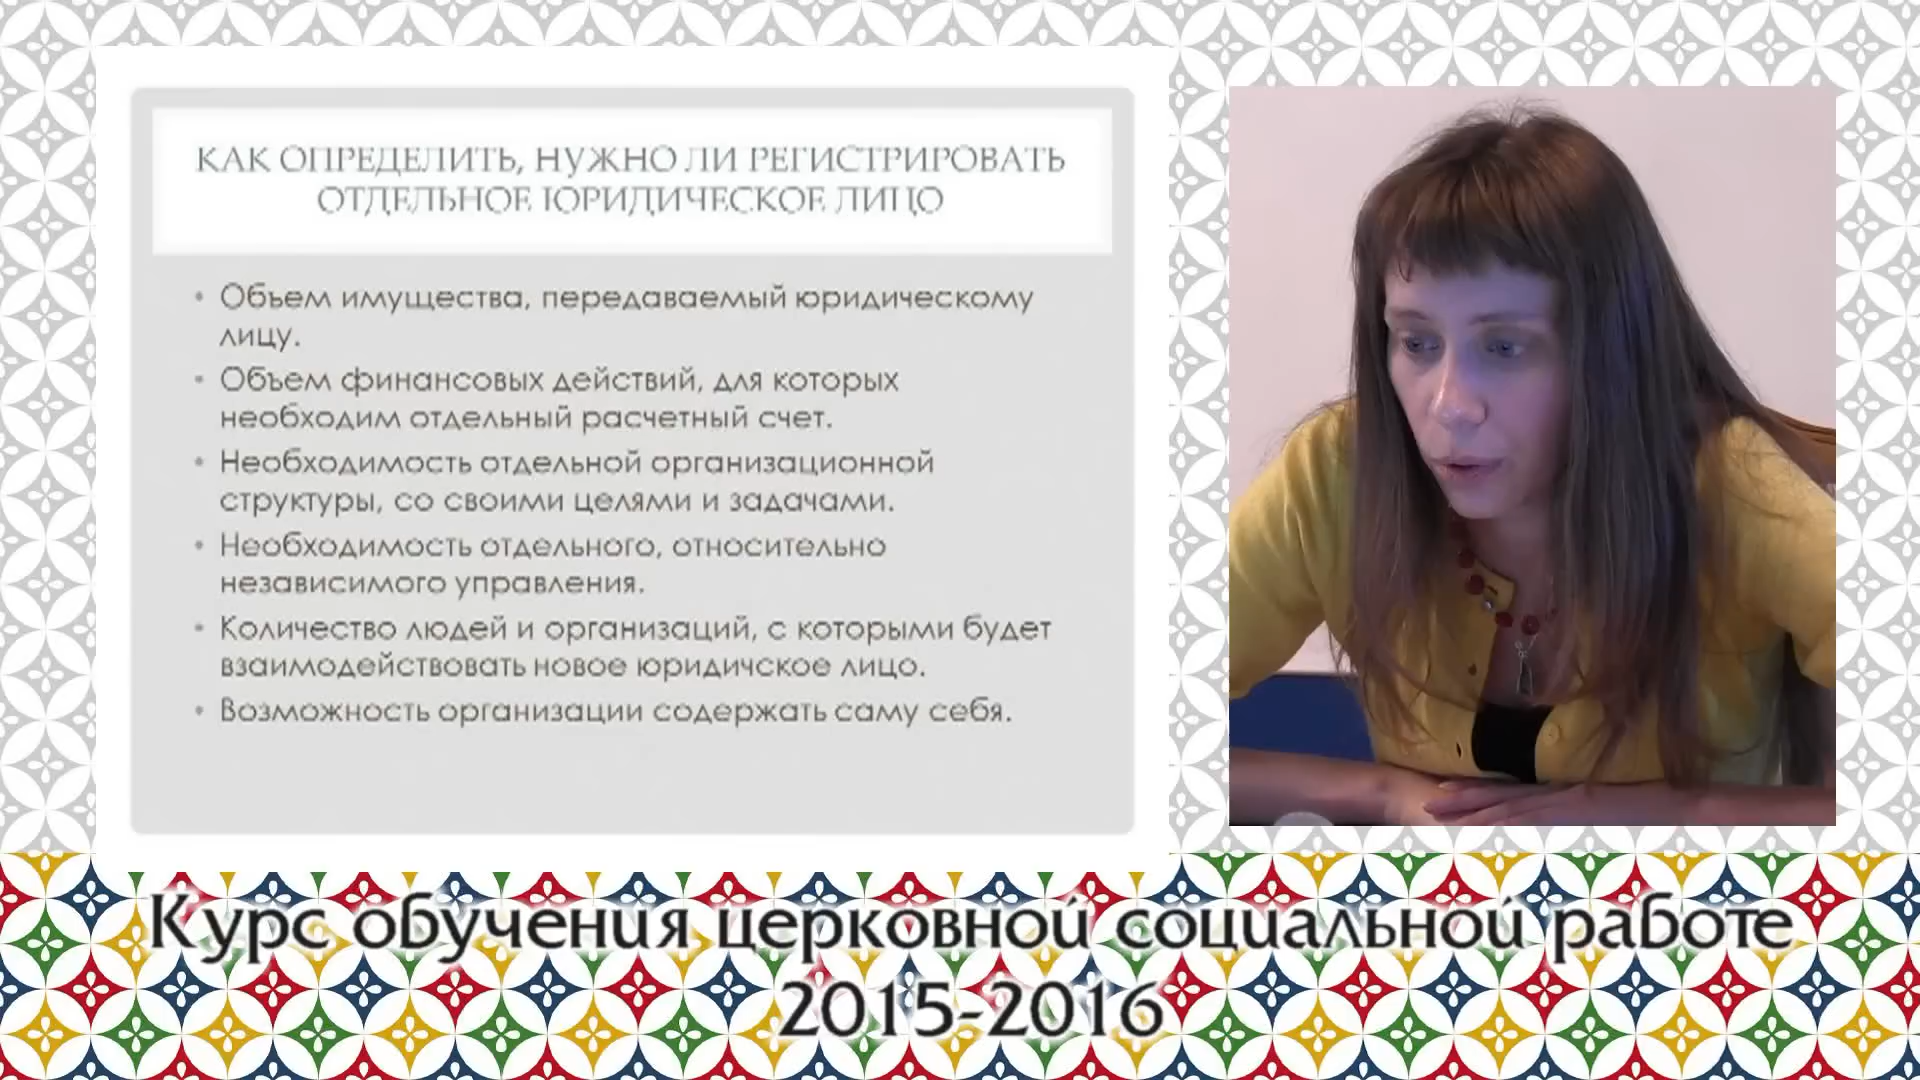 КАК ОПРЕДЕЛИТЬ, НУЖНО ЛИ РЕГИСТРИРОВАТЬ
ОТДЕЛЬНОЕ ЮРИДИЧЕСКОЕ ЛИЦО
• Объем имущества, передаваемый юридическому
лицу.
• Объем финансовых действий, для которых
необходим отдельный расчетный счет.
• Необходимость отдельной организационной
структуры, со своими целями и задачами.
• Необходимость отдельного, относительно
независимого управления.
• Количество людей и организаций, с которыми будет
взаимодействовать новое юридичское лицо.
• Возможность организации содержать саму себя.
Курс обучения церковной социальной работе
2015-2016